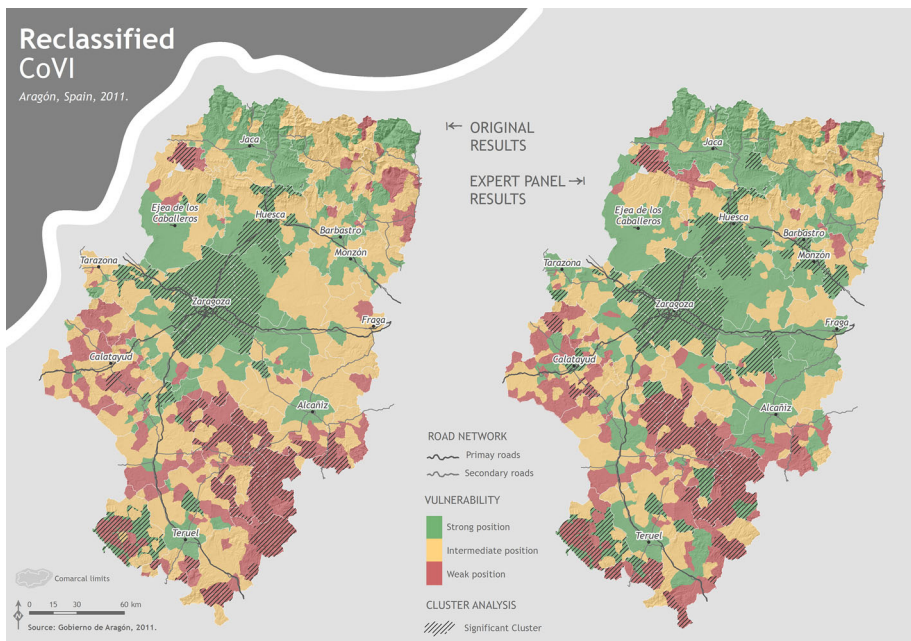 Reclassified
CoVI
Aragón, Spain, 2011.
ORIGINAL
RESULTS
EXPERT PANEL
RESULTS
Jaca
Ejea de los
Caballeros
Huesca
Barbastro
Monzón
Tarazona
Zaragoza
Fraga
Calatayud
Alcañiz
Teruel
Jaca
Ejea de los
Caballeros
Huesca
Barbastro
Monzón
Tarazona
Zaragoza
Fraga
Calatayud
Alcañiz
Teruel
ROAD NETWORK
Primay roads
Secondary roads
VULNERABILITY
Strong position
Intermediate position
Weak position
CLUSTER ANALYSIS
Significant Cluster
Comarcal limits
N
0 15 30 60 km
Source: Gobierno de Aragón, 2011.